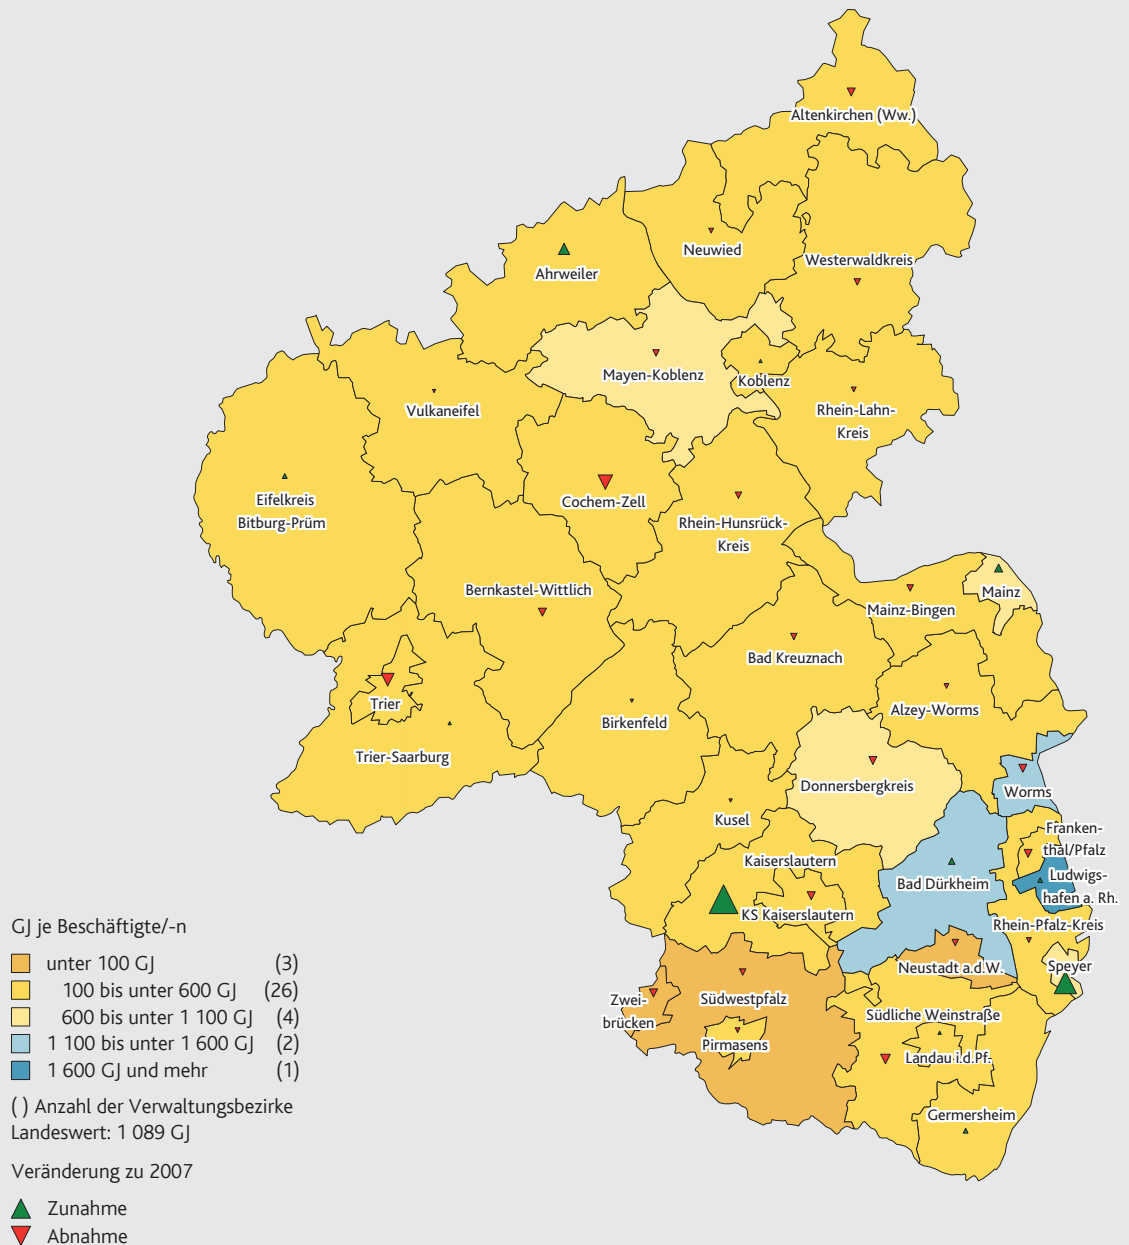 Altenkirchen (Ww.)
Neuwied
Westerwaldkreis
Ahrweiler
Mayen-Koblenz
Koblenz
Vulkaneifel
Rhein-Lahn-
Kreis
Eifelkreis
Bitburg-Prüm
Cochem-Zell
Rhein-Hunsrück-
Kreis
Bernkastel-Wittlich
Mainz
Mainz-Bingen
Bad Kreuznach
Trier
Alzey-Worms
Birkenfeld
Trier-Saarburg
Donnersbergkreis
Worms
Kusel
Franken-
thal/Pfalz
Kaiserslautern
Bad Dürkheim
Ludwigs-
hafen a. Rh.
KS Kaiserslautern
Rhein-Pfalz-Kreis
Neustadt a.d.W.
Speyer
Zwei-
brücken
Südwestpfalz
Südliche Weinstraße
Pirmasens
Landau i.d.Pf.
Germersheim
GJ je Beschäftigte/-n
unter 100 GJ (3)
100 bis unter 600 GJ (26)
600 bis unter 1 100 GJ (4)
1 100 bis unter 1 600 GJ (2)
1 600 GJ und mehr (1)
( ) Anzahl der Verwaltungsbezirke
Landeswert: 1 089 GJ
Veränderung zu 2007
Zunahme
Abnahme